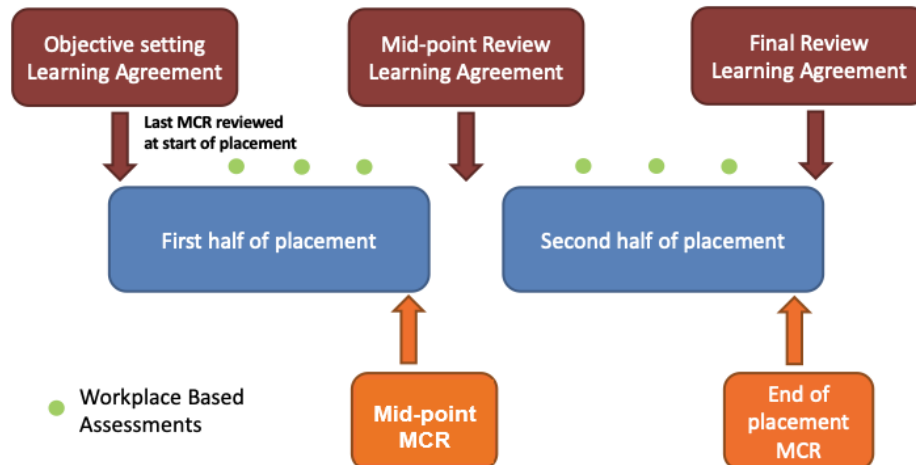 Objective setting
Learning Agreement
Mid-point Review
Learning Agreement
Final Review
Learning Agreement
Last MCR reviewed
at start of placement
First half of placement
Second half of placement
Workplace Based
Assessments
Mid-point
MCR
End of
placement
MCR